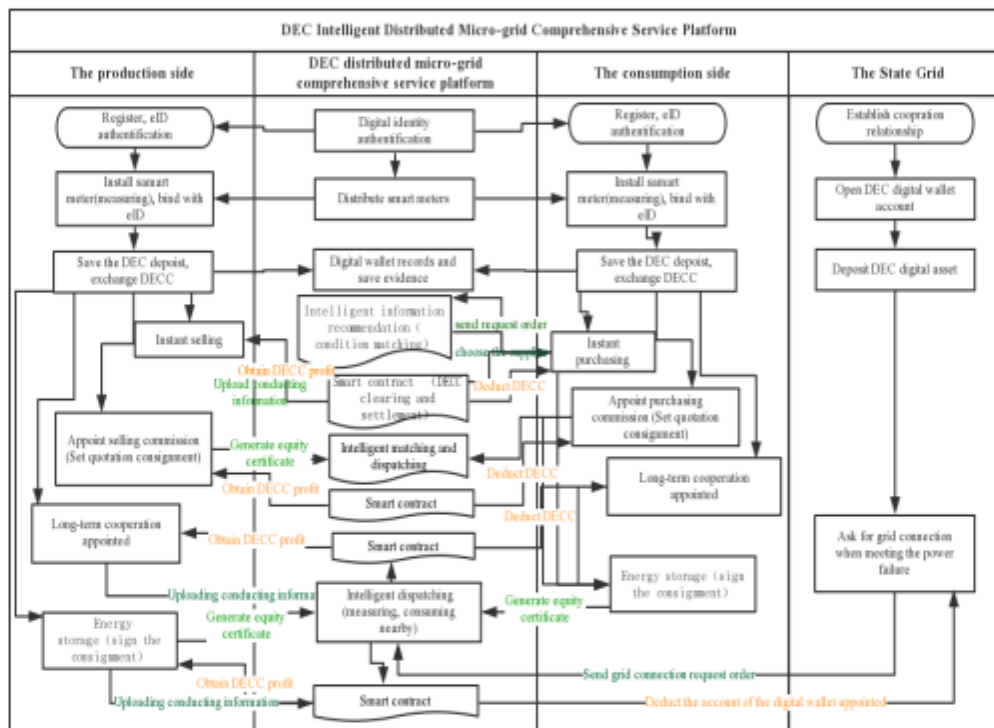 DEC Intelligent Distributed Micro-grid Comprehensive Service Platform
The production side
DEC distributed micro-grid
comprehensive service platform
The consumption side
The State Grid
Register, eID
authentification
Digital identity
authentification
Register, eID
authentification
Establish coopration
relationship
Install samart
meter(measuring), bind with
eID
Distribute smart meters
Install samart
meter(measuring), bind with
eID
Open DEC digital wallet
account
Save the DEC depoist,
exchange DECC
Digital wallet records and
save evidence
Save the DEC depoist,
exchange DECC
Deposit DEC digital asset
Instant selling
Intelligent information
recommendation (
condition matching)
send request order
choose the
Instant
purchasing
Obtain DECC profit
Upload conducting
information
Smart contract (DECC
clearing and
settlement)
Deduct DECC
Appoint purchasing
commission (Set quotation
consignment)
Appoint selling commission
(Set quotation consignment)
Generate equity
certificate
Intelligent matching and
dispatching
Deduct DECC
Long-term cooperation
appointed
Obtain DECC profit
Smart contract
Deduct DECC
Long-term cooperation
appointed
Obtain DECC profit
Smart contract
Ask for grid connection
when meeting the power
failure
Uploading conducting informa
Generate equity
certificate
Intelligent dispatching
(measuring, consuming
nearby)
Generate equity
certificate
Energy storage (sign
the consignment)
Energy
storage (sign the
consignment)
Obtain DECC profit
Send grid connection request order
Uploading conducting information
Smart contract
Deduct the account of the digital wallet appointed